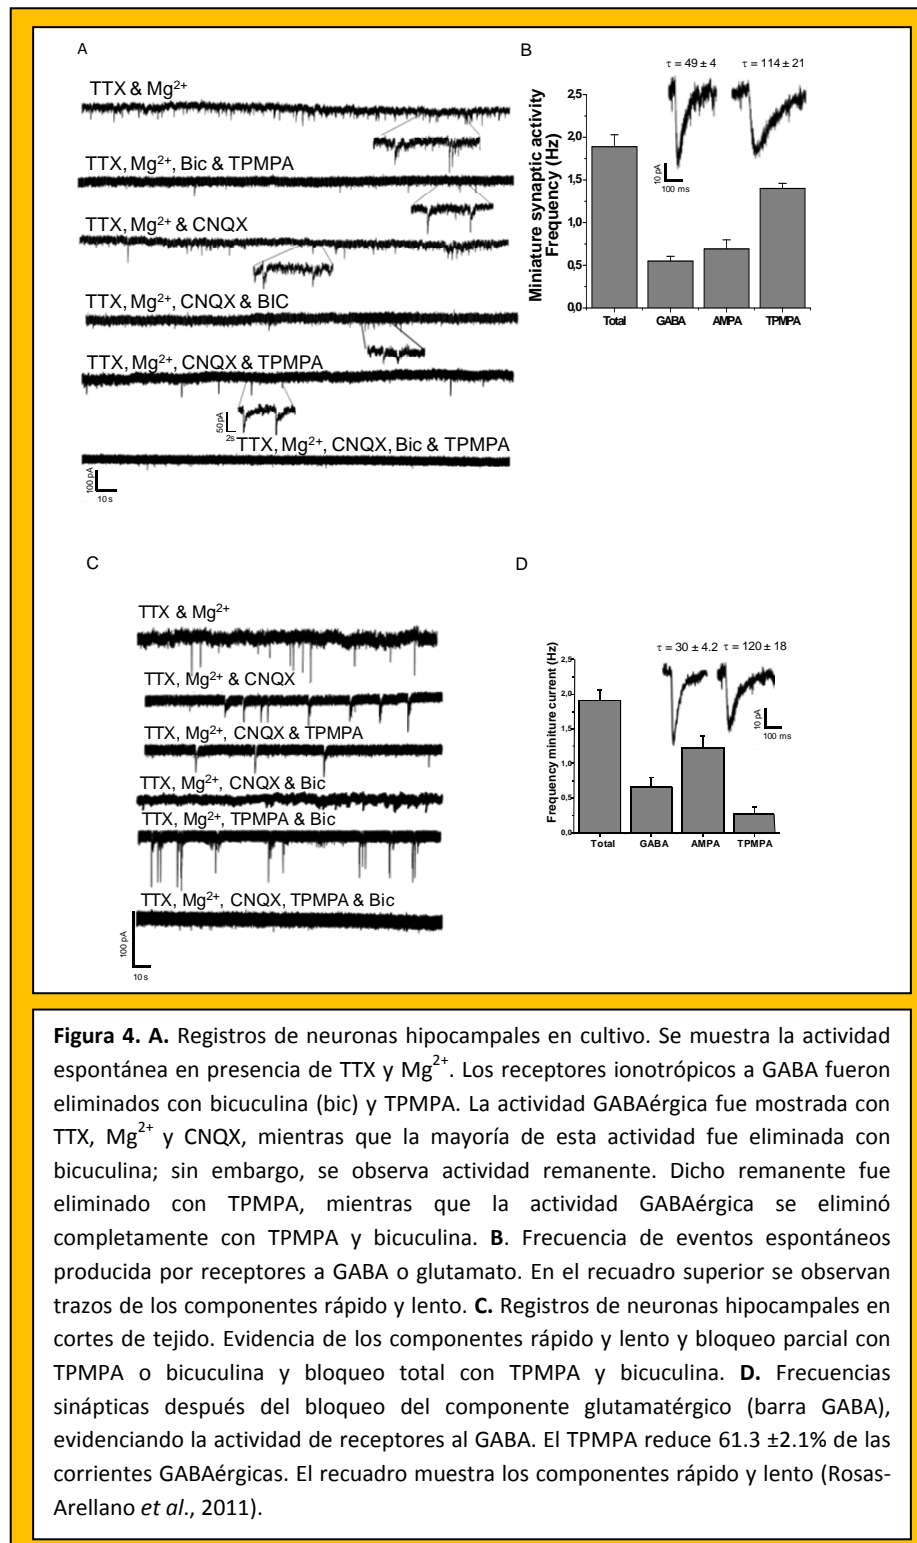 A
TTX & Mg2+
TTX, Mg2+, Bic & TPMPA
TTX, Mg2+ & CNQX
TTX, Mg2+, CNQX & BIC
TTX, Mg2+, CNQX & TPMPA
50 pA
2s
TTX, Mg2+, CNQX, Bic & TPMPA
100 pA
10 s
B
τ = 49 ± 4 τ = 114 ± 21
Miniature synaptic activity
Frequency (Hz)
2,5
2,0
1,5
1,0
0,5
0,0
10 pA
100 ms
Total GABA AMPA TPMPA
C
TTX & Mg2+
TTX, Mg2+ & CNQX
TTX, Mg2+, CNQX & TPMPA
TTX, Mg2+, CNQX & Bic
TTX, Mg2+, TPMPA & Bic
TTX, Mg2+, CNQX, TPMPA & Bic
100 pA
10 s
D
τ = 30 ± 4.2 τ = 120 ± 18
Frequency miniture current (Hz)
2,5
2,0
1,5
1,0
0,5
0,0
10 pA
100 ms
Total GABA AMPA TPMPA
Figura 4. A. Registros de neuronas hipocampales en cultivo. Se muestra la actividad
espontánea en presencia de TTX y Mg2+. Los receptores ionotrópicos a GABA fueron
eliminados con bicuculina (bic) y TPMPA. La actividad GABAérgica fue mostrada con
TTX, Mg2+ y CNQX, mientras que la mayoría de esta actividad fue eliminada con
bicuculina; sin embargo, se observa actividad remanente. Dicho remanente fue
eliminado con TPMPA, mientras que la actividad GABAérgica se eliminó
completamente con TPMPA y bicuculina. B. Frecuencia de eventos espontáneos
producida por receptores a GABA o glutamato. En el recuadro superior se observan
trazos de los componentes rápido y lento. C. Registros de neuronas hipocampales en
cortes de tejido. Evidencia de los componentes rápido y lento y bloqueo parcial con
TPMPA o bicuculina y bloqueo total con TPMPA y bicuculina. D. Frecuencias
sinápticas después del bloqueo del componente glutamatérgico (barra GABA),
evidenciando la actividad de receptores al GABA. El TPMPA reduce 61.3 ±2.1% de las
corrientes GABAérgicas. El recuadro muestra los componentes rápido y lento (Rosas-
Arellano et al., 2011).